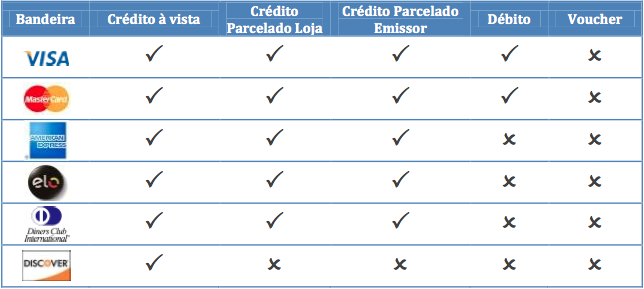 Bandeira Crédito à vista Crédito Parcelado Loja Crédito Parcelado Emissor Débito Voucher
VISA ✓ ✓ ✓ ✓ ✗
MasterCard ✓ ✓ ✓ ✓ ✗
AMERICAN EXPRESS ✓ ✓ ✓ ✗ ✗
elo ✓ ✓ ✓ ✗ ✗
Diners Club International ✓ ✓ ✓ ✗ ✗
DISCOVER ✓ ✗ ✗ ✗ ✗